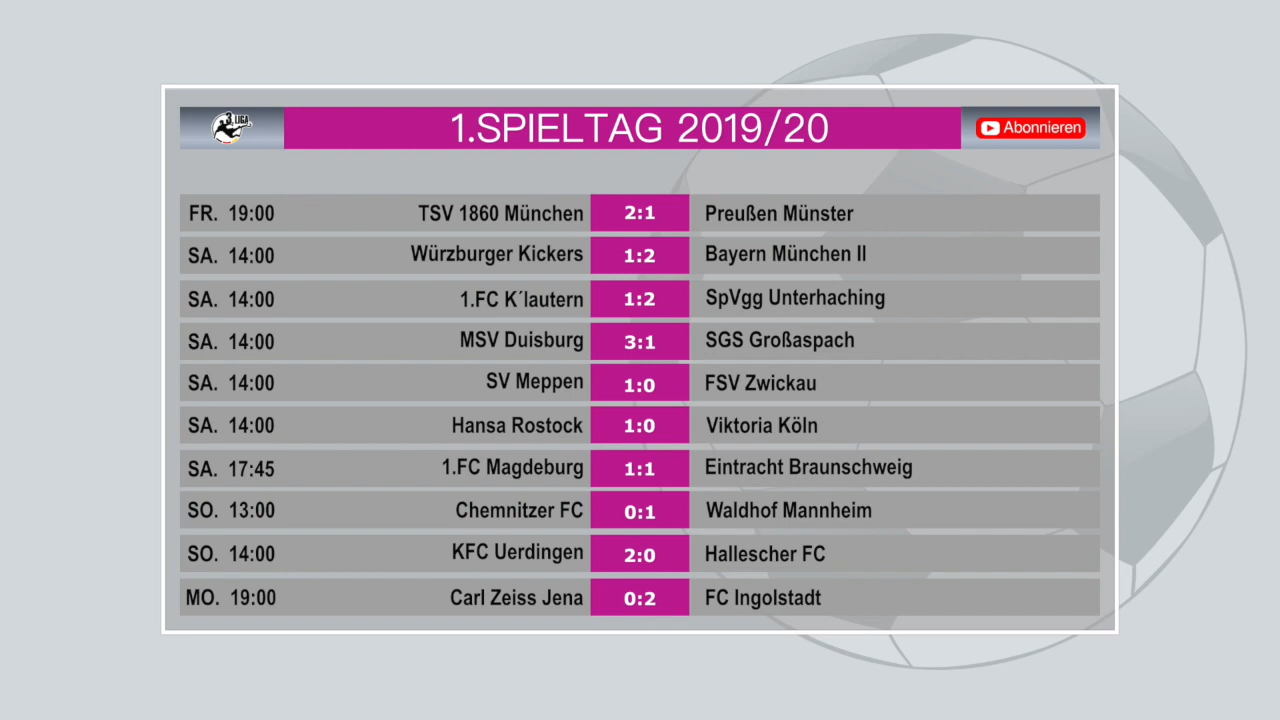 3. LIGA
1.SPIELTAG 2019/20
Abonnieren
FR. 19:00 TSV 1860 München 2:1 Preußen Münster
SA. 14:00 Würzburger Kickers 1:2 Bayern München II
SA. 14:00 1.FC K´lautern 1:2 SpVgg Unterhaching
SA. 14:00 MSV Duisburg 3:1 SGS Großaspach
SA. 14:00 SV Meppen 1:0 FSV Zwickau
SA. 14:00 Hansa Rostock 1:0 Viktoria Köln
SA. 17:45 1.FC Magdeburg 1:1 Eintracht Braunschweig
SO. 13:00 Chemnitzer FC 0:1 Waldhof Mannheim
SO. 14:00 KFC Uerdingen 2:0 Hallescher FC
MO. 19:00 Carl Zeiss Jena 0:2 FC Ingolstadt